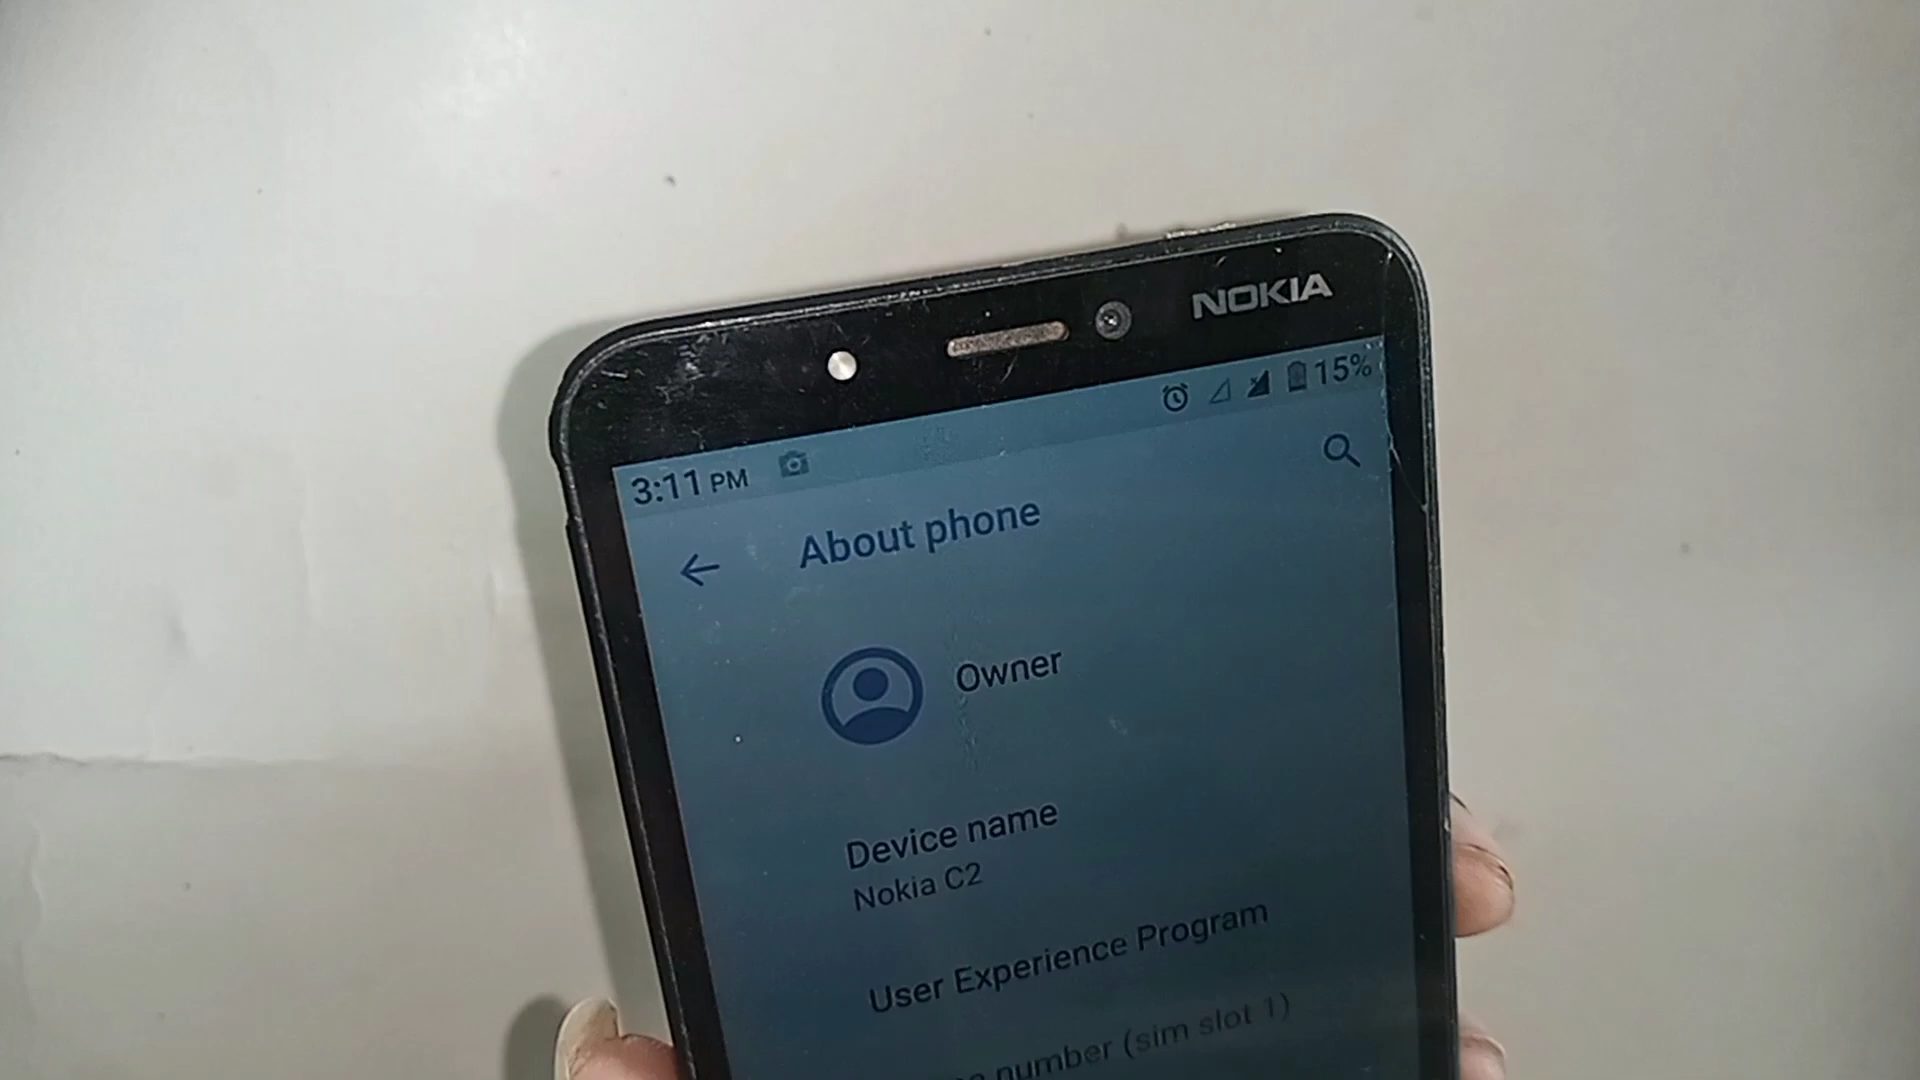 NOKIA
3:11 PM 15%
About phone
Owner
Device name
Nokia C2
User Experience Program
number (sim slot 1)